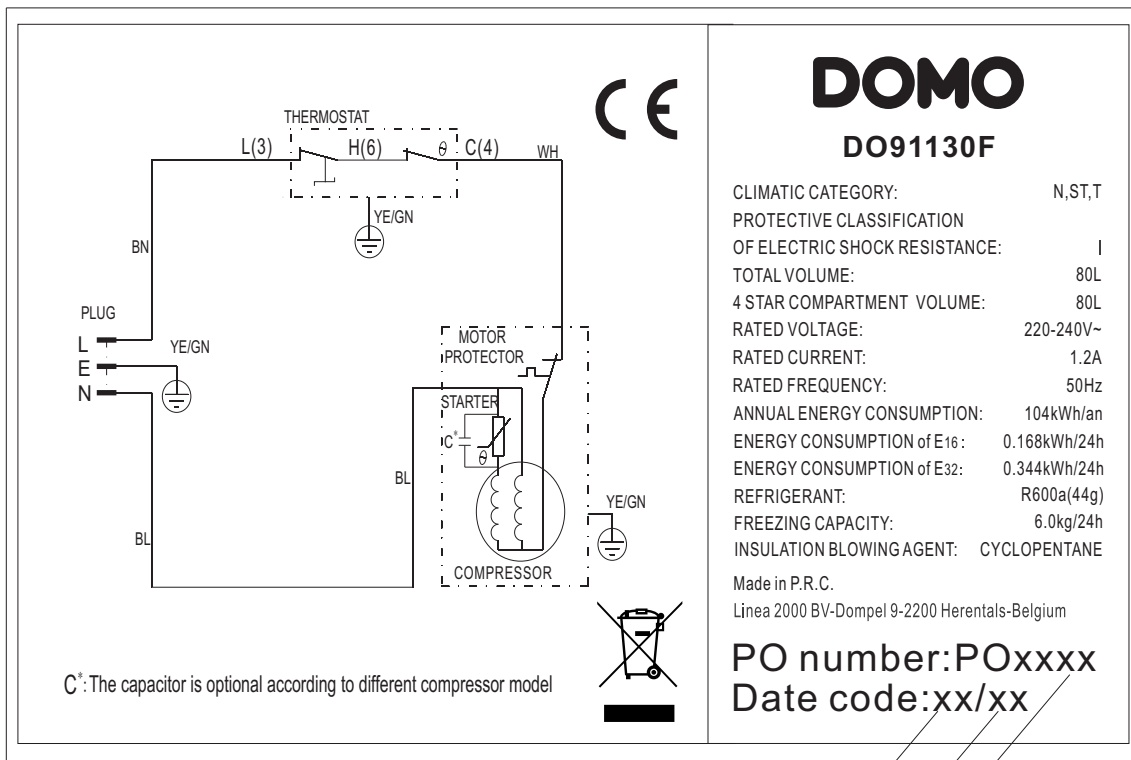 THERMOSTAT
L(3) H(6) θ C(4) WH
YE/GN
BN
PLUG
L
E
N
YE/GN
MOTOR
PROTECTOR
STARTER
C*
θ
BL
YE/GN
BL
COMPRESSOR
C*: The capacitor is optional according to different compressor model
CE
DOMO
DO91130F
CLIMATIC CATEGORY: N,ST,T
PROTECTIVE CLASSIFICATION
OF ELECTRIC SHOCK RESISTANCE: I
TOTAL VOLUME: 80L
4 STAR COMPARTMENT VOLUME: 80L
RATED VOLTAGE: 220-240V~
RATED CURRENT: 1.2A
RATED FREQUENCY: 50Hz
ANNUAL ENERGY CONSUMPTION: 104kWh/an
ENERGY CONSUMPTION of E16: 0.168kWh/24h
ENERGY CONSUMPTION of E32: 0.344kWh/24h
REFRIGERANT: R600a(44g)
FREEZING CAPACITY: 6.0kg/24h
INSULATION BLOWING AGENT: CYCLOPENTANE
Made in P.R.C.
Linea 2000 BV-Dompel 9-2200 Herentals-Belgium
PO number:POxxxx
Date code:xx/xx